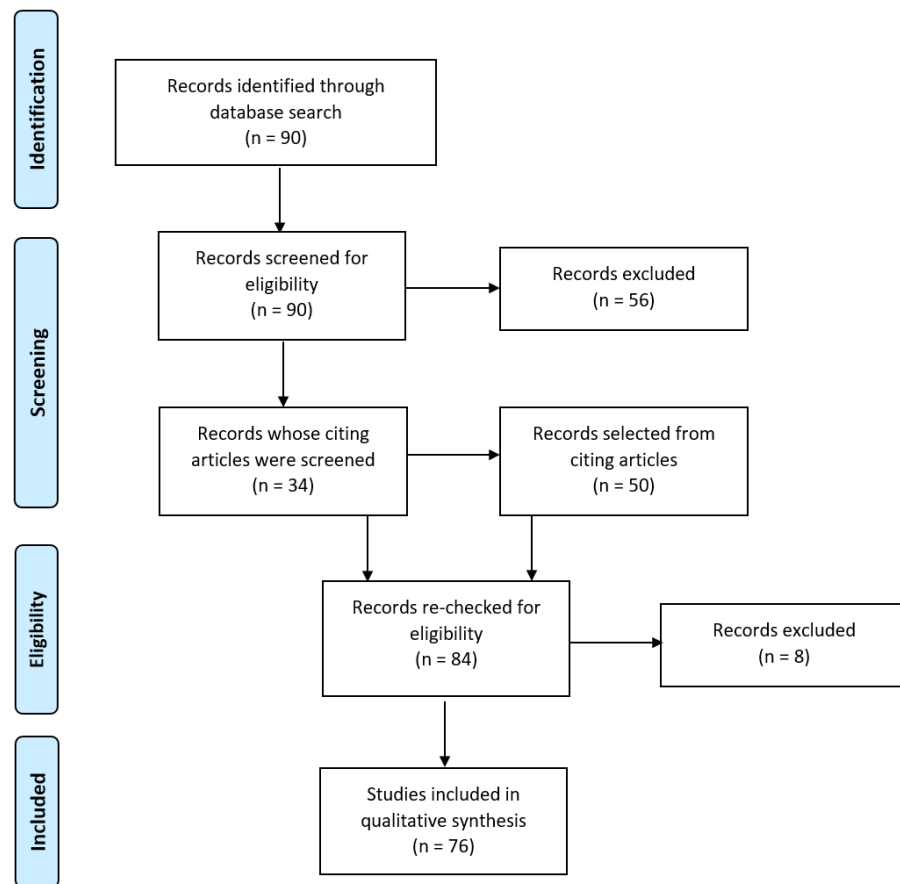 Identification
Records identified through
database search
(n = 90)
Screening
Records screened for
eligibility
(n = 90)
Records excluded
(n = 56)
Records whose citing
articles were screened
(n = 34)
Records selected from
citing articles
(n = 50)
Eligibility
Records re-checked for
eligibility
(n = 84)
Records excluded
(n = 8)
Included
Studies included in
qualitative synthesis
(n = 76)